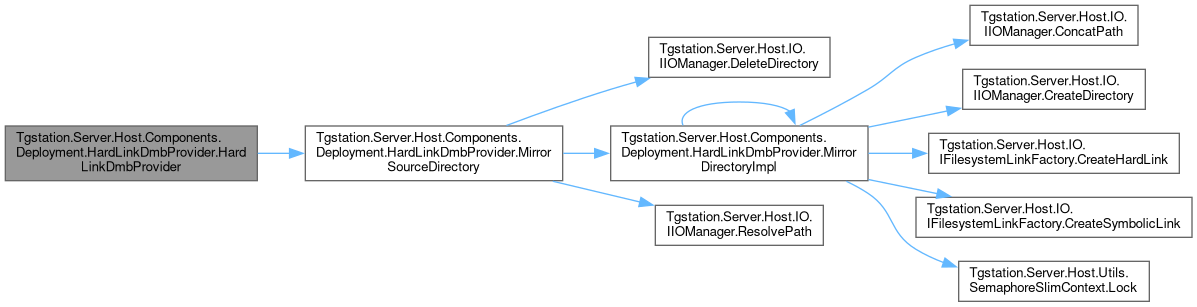 Tgstation.Server.Host.Components.
Deployment.HardLinkDmbProvider.Hard
LinkDmbProvider
Tgstation.Server.Host.Components.
Deployment.HardLinkDmbProvider.Mirror
SourceDirectory
Tgstation.Server.Host.IO.
IIOManager.DeleteDirectory
Tgstation.Server.Host.Components.
Deployment.HardLinkDmbProvider.Mirror
DirectoryImpl
Tgstation.Server.Host.IO.
IIOManager.ResolvePath
Tgstation.Server.Host.IO.
IIOManager.ConcatPath
Tgstation.Server.Host.IO.
IIOManager.CreateDirectory
Tgstation.Server.Host.IO.
IFilesystemLinkFactory.CreateHardLink
Tgstation.Server.Host.IO.
IFilesystemLinkFactory.CreateSymbolicLink
Tgstation.Server.Host.Utils.
SemaphoreSlimContext.Lock